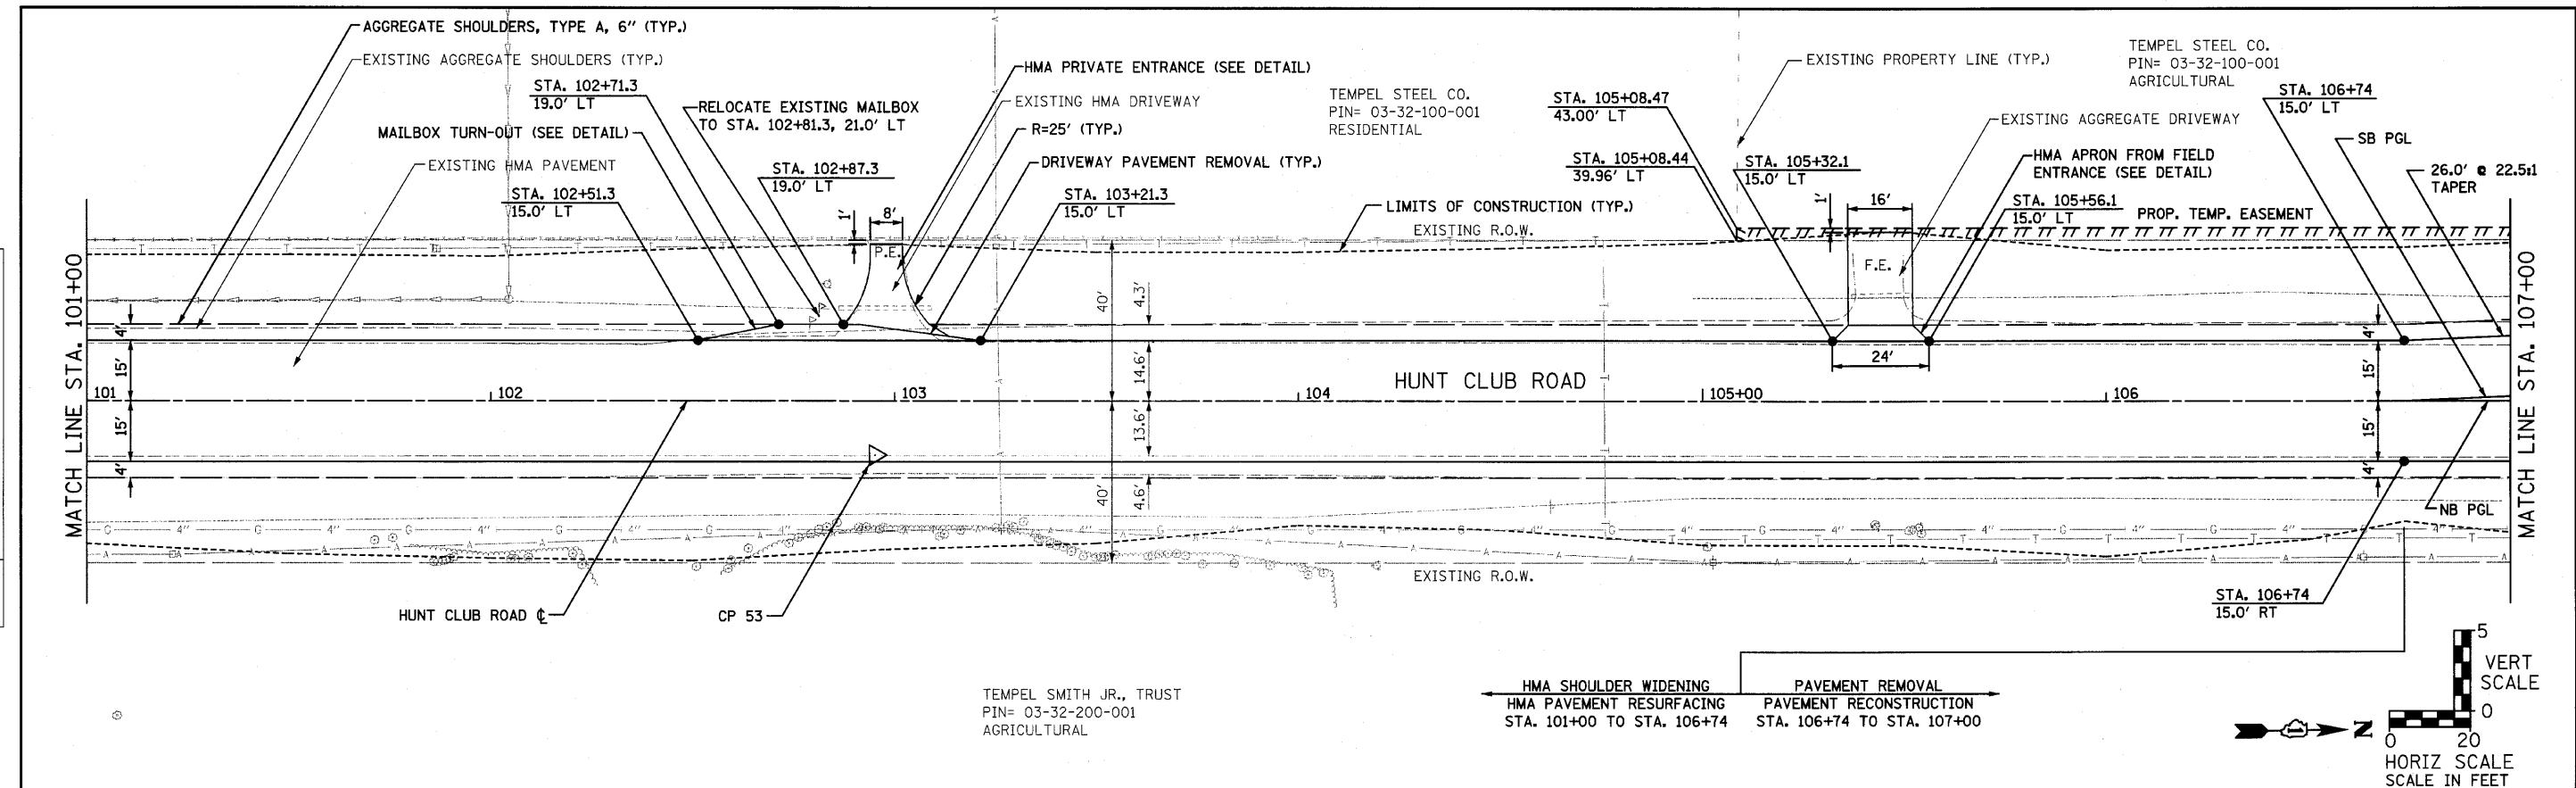 AGGREGATE SHOULDERS, TYPE A, 6" (TYP.)
EXISTING AGGREGATE SHOULDERS (TYP.)
STA. 102+71.3
19.0' LT
MAILBOX TURN-OUT (SEE DETAIL)
EXISTING HMA PAVEMENT
STA. 102+51.3
15.0' LT
RELOCATE EXISTING MAILBOX
TO STA. 102+81.3, 21.0' LT
STA. 102+87.3
19.0' LT
HMA PRIVATE ENTRANCE (SEE DETAIL)
EXISTING HMA DRIVEWAY
R=25' (TYP.)
DRIVEWAY PAVEMENT REMOVAL (TYP.)
STA. 103+21.3
15.0' LT
TEMPEL STEEL CO.
PIN= 03-32-100-001
RESIDENTIAL
LIMITS OF CONSTRUCTION (TYP.)
EXISTING R.O.W.
STA. 105+08.47
43.00' LT
STA. 105+08.44
39.96' LT
EXISTING PROPERTY LINE (TYP.)
STA. 105+32.1
15.0' LT
TEMPEL STEEL CO.
PIN= 03-32-100-001
AGRICULTURAL
EXISTING AGGREGATE DRIVEWAY
HMA APRON FROM FIELD
ENTRANCE (SEE DETAIL)
STA. 105+56.1
15.0' LT
PROP. TEMP. EASEMENT
STA. 106+74
15.0' LT
SB PGL
26.0' @ 22.5:1
TAPER
1'
8'
P.E.
1'
16'
F.E.
24'
MATCH LINE STA. 101+00
4'
15'
15'
4'
101
102
103
104
105+00
106
40'
40'
4.3'
14.6'
13.6'
4.6'
HUNT CLUB ROAD
4'
15'
15'
4'
MATCH LINE STA. 107+00
NB PGL
G 4" G 4" G 4" G 4" G 4" G
EXISTING R.O.W.
HUNT CLUB ROAD ℄
CP 53
STA. 106+74
15.0' RT
TEMPEL SMITH JR., TRUST
PIN= 03-32-200-001
AGRICULTURAL
HMA SHOULDER WIDENING
HMA PAVEMENT RESURFACING
STA. 101+00 TO STA. 106+74
PAVEMENT REMOVAL
PAVEMENT RECONSTRUCTION
STA. 106+74 TO STA. 107+00
N
5
VERT
SCALE
0
0 20
HORIZ SCALE
SCALE IN FEET